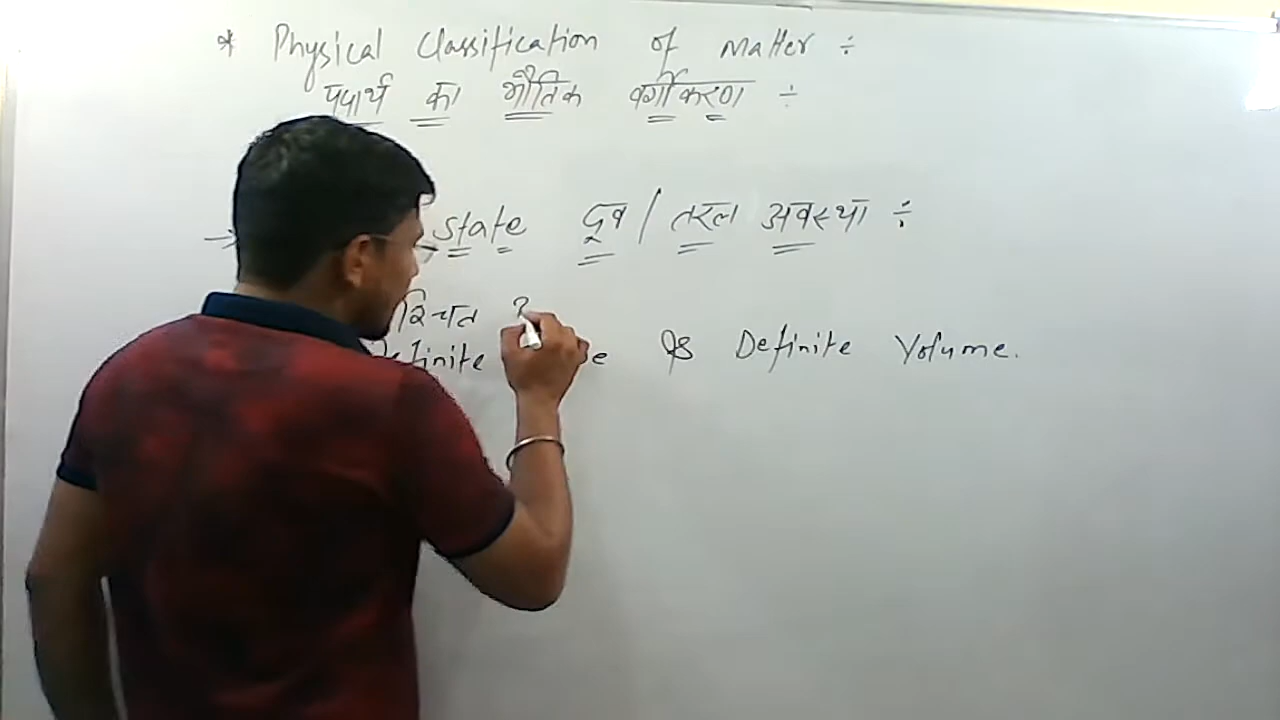 * Physical Classification of matter ÷
पदार्थ का भौतिक वर्गीकरण ÷
→ state द्रव / तरल अवस्था ÷
श्चित
Definite & Definite Volume.